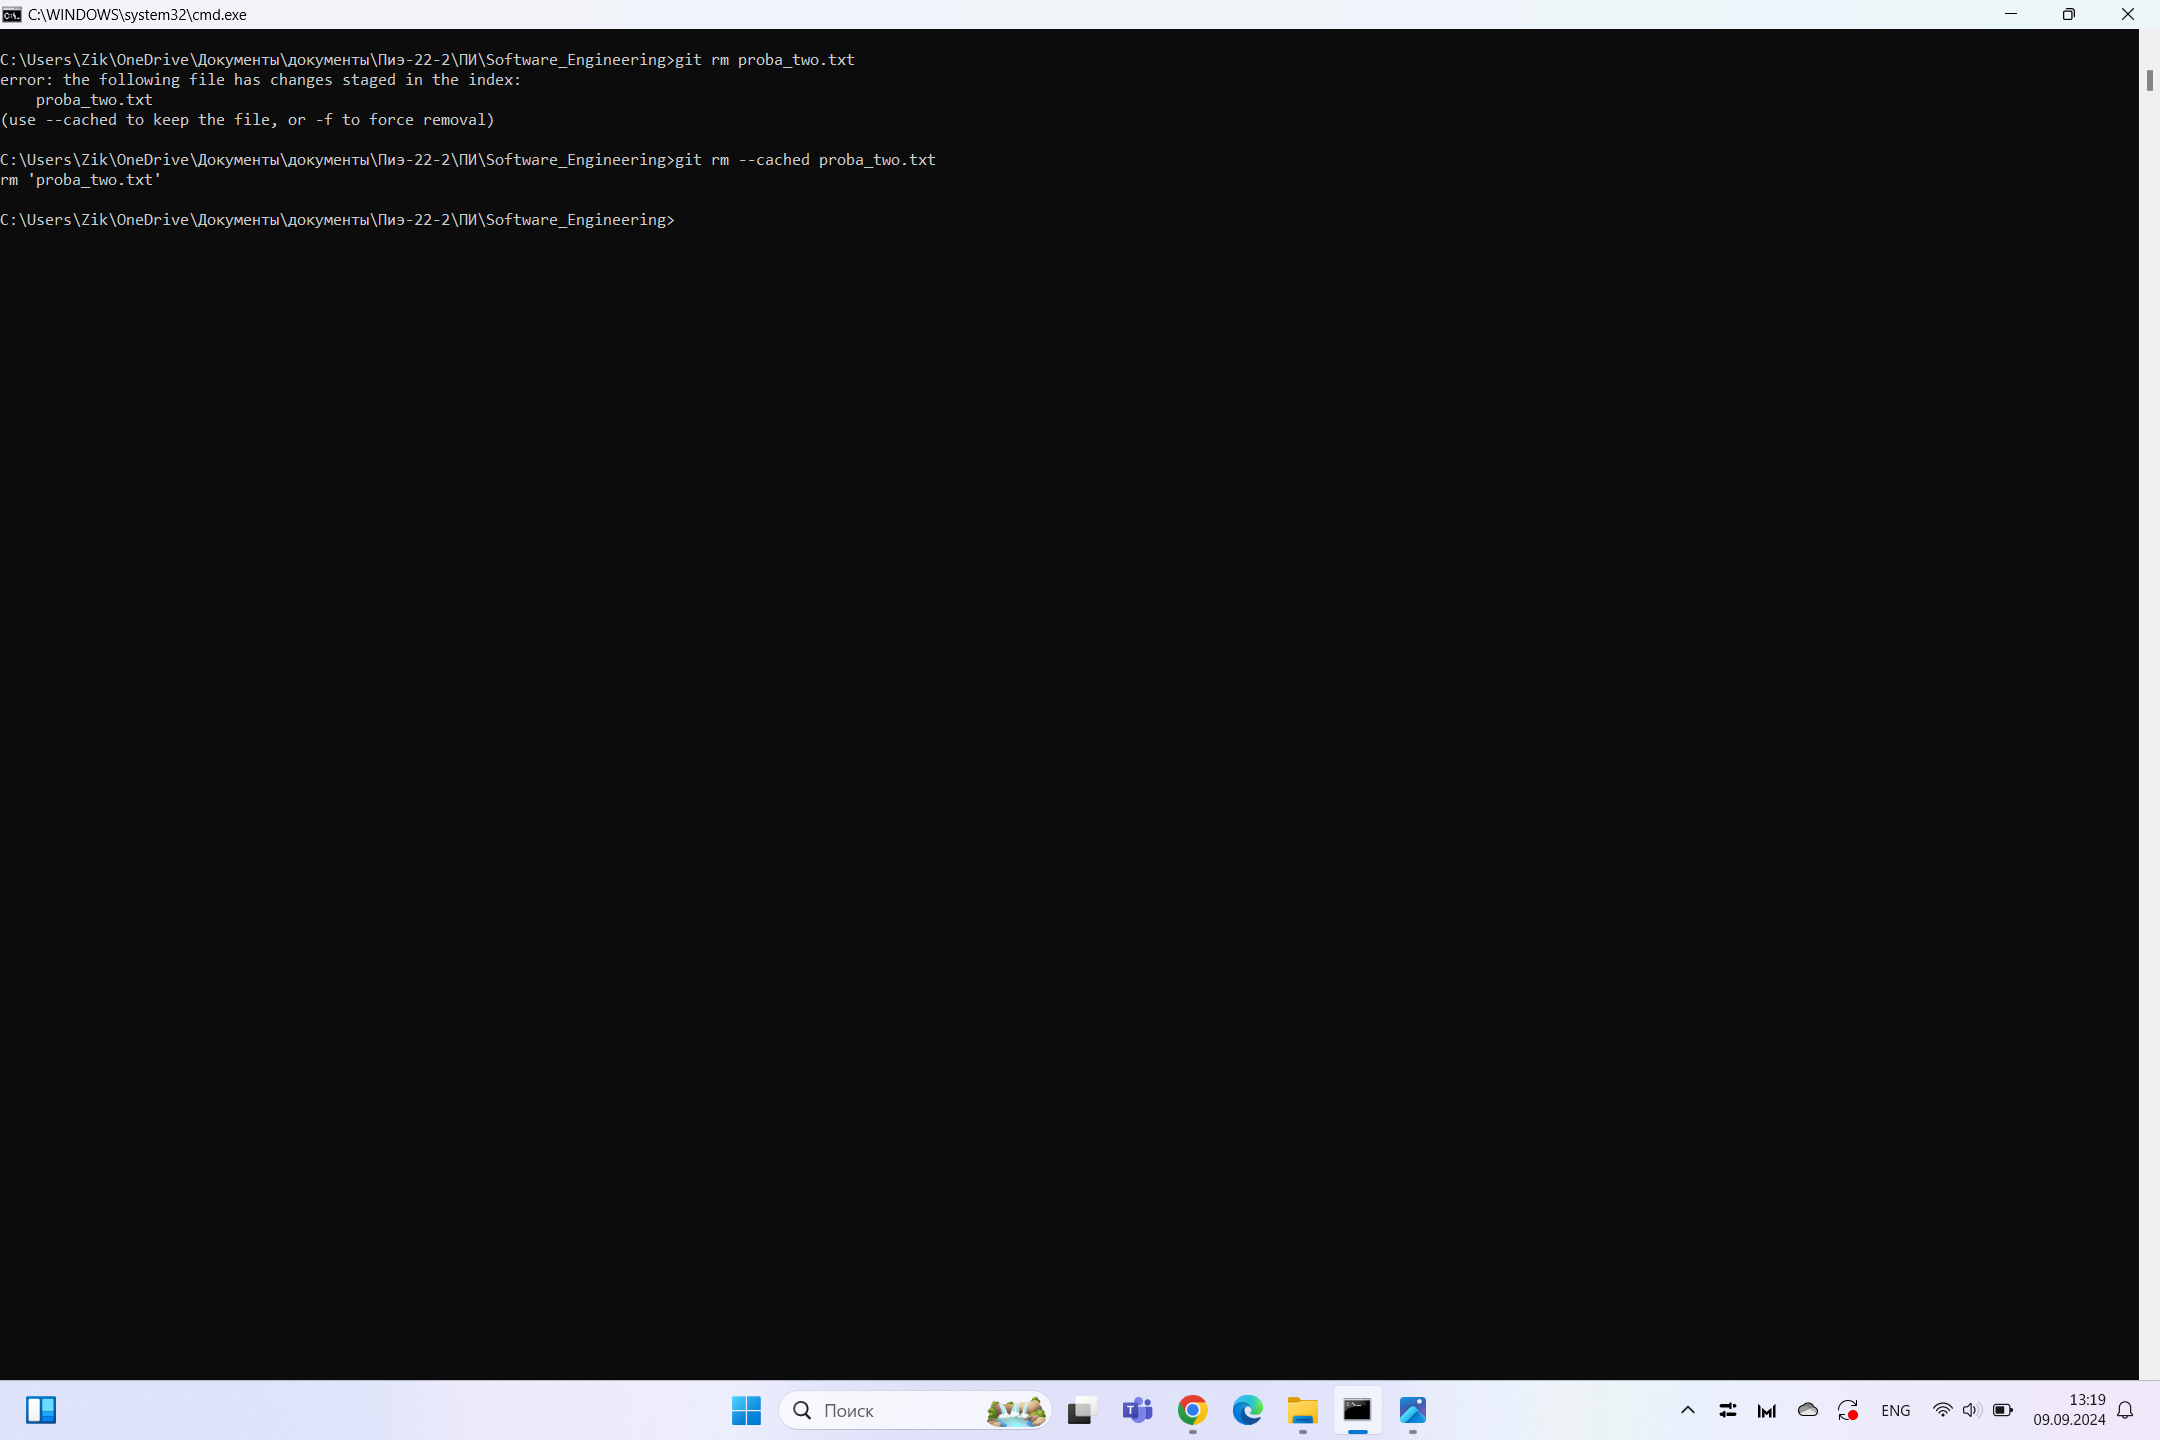 C:\WINDOWS\system32\cmd.exe
C:\Users\Zik\OneDrive\Документы\документы\Пиэ-22-2\ПИ\Software_Engineering>git rm proba_two.txt
error: the following file has changes staged in the index:
    proba_two.txt
(use --cached to keep the file, or -f to force removal)
C:\Users\Zik\OneDrive\Документы\документы\Пиэ-22-2\ПИ\Software_Engineering>git rm --cached proba_two.txt
rm 'proba_two.txt'
C:\Users\Zik\OneDrive\Документы\документы\Пиэ-22-2\ПИ\Software_Engineering>
Поиск
ENG
13:19
09.09.2024